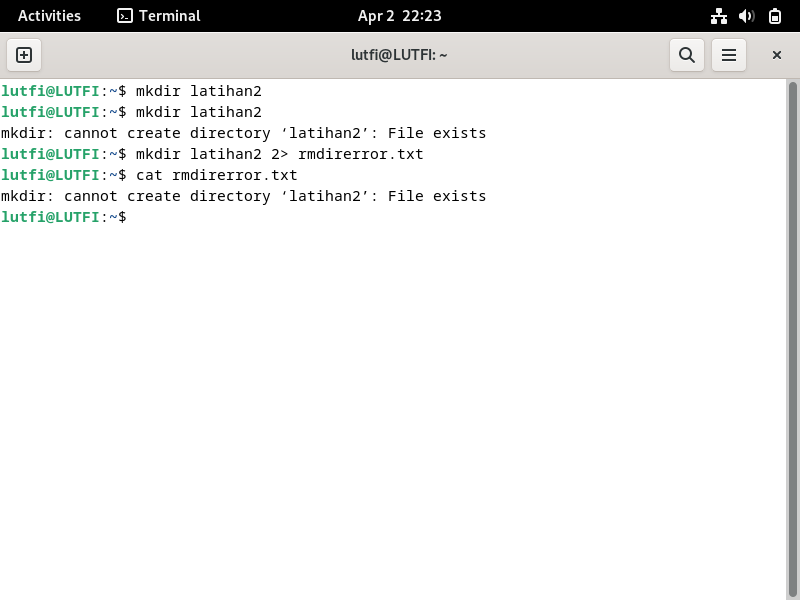 Activities Terminal Apr 2 22:23
lutfi@LUTFI: ~
lutfi@LUTFI:~$ mkdir latihan2
lutfi@LUTFI:~$ mkdir latihan2
mkdir: cannot create directory ‘latihan2’: File exists
lutfi@LUTFI:~$ mkdir latihan2 2> rmdirerror.txt
lutfi@LUTFI:~$ cat rmdirerror.txt
mkdir: cannot create directory ‘latihan2’: File exists
lutfi@LUTFI:~$